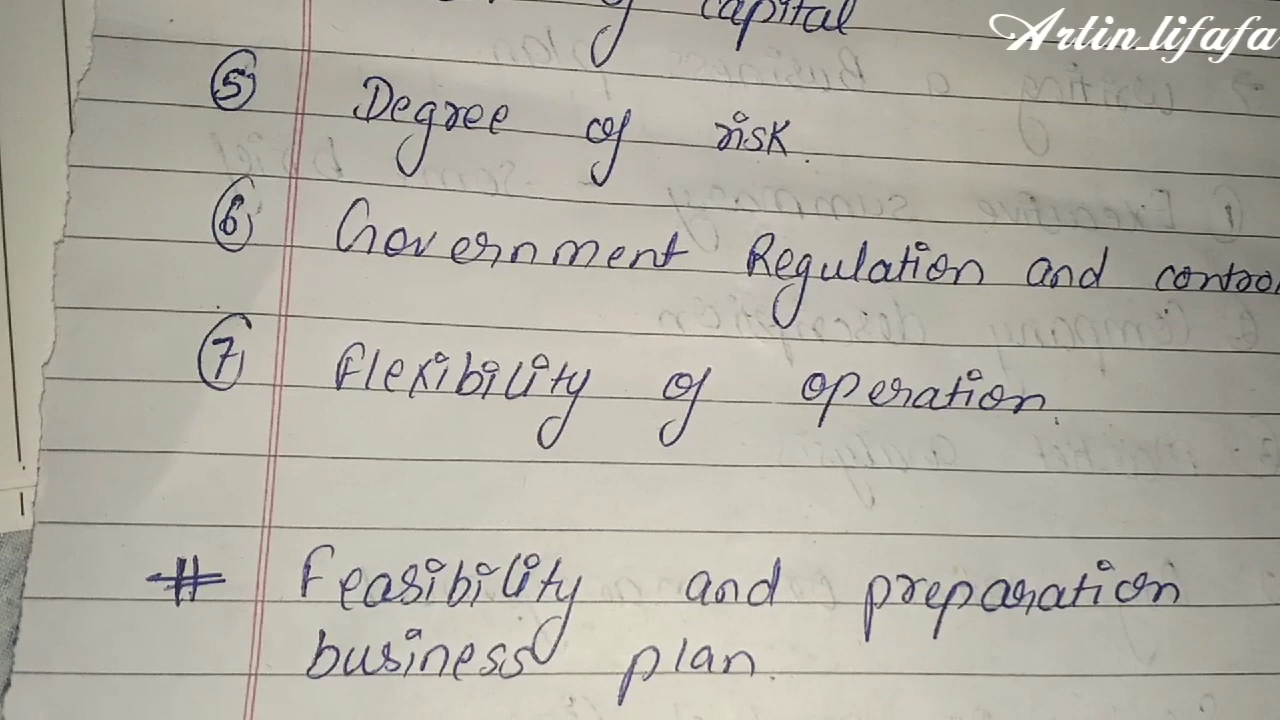 capital
Artin_lifafa
5 Degree of risk.
6 Government Regulation and control
7 Flexibility of operation.
# Feasibility and preparation
business plan.